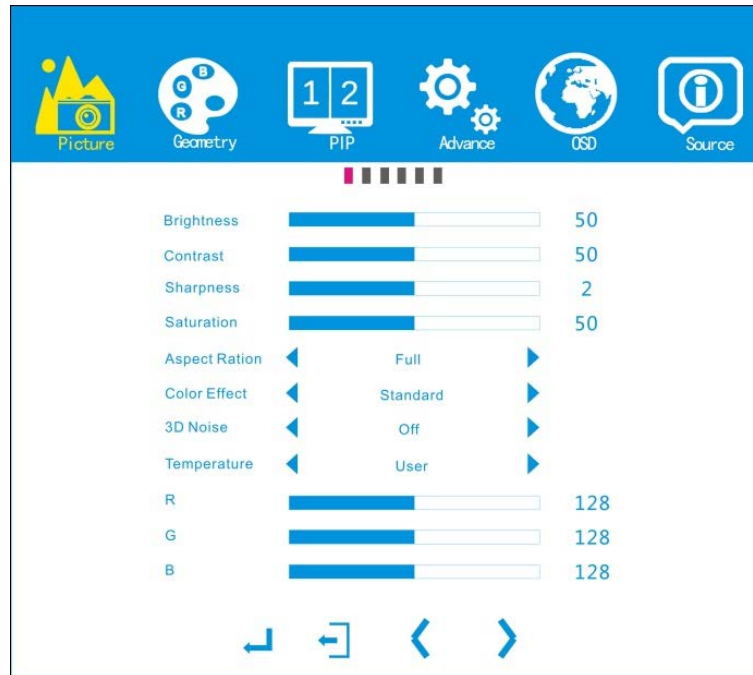 B
G
R
1 2
Picture Geometry PIP Advance OSD Source
Brightness 50
Contrast 50
Sharpness 2
Saturation 50
Aspect Ration Full
Color Effect Standard
3D Noise Off
Temperature User
R 128
G 128
B 128